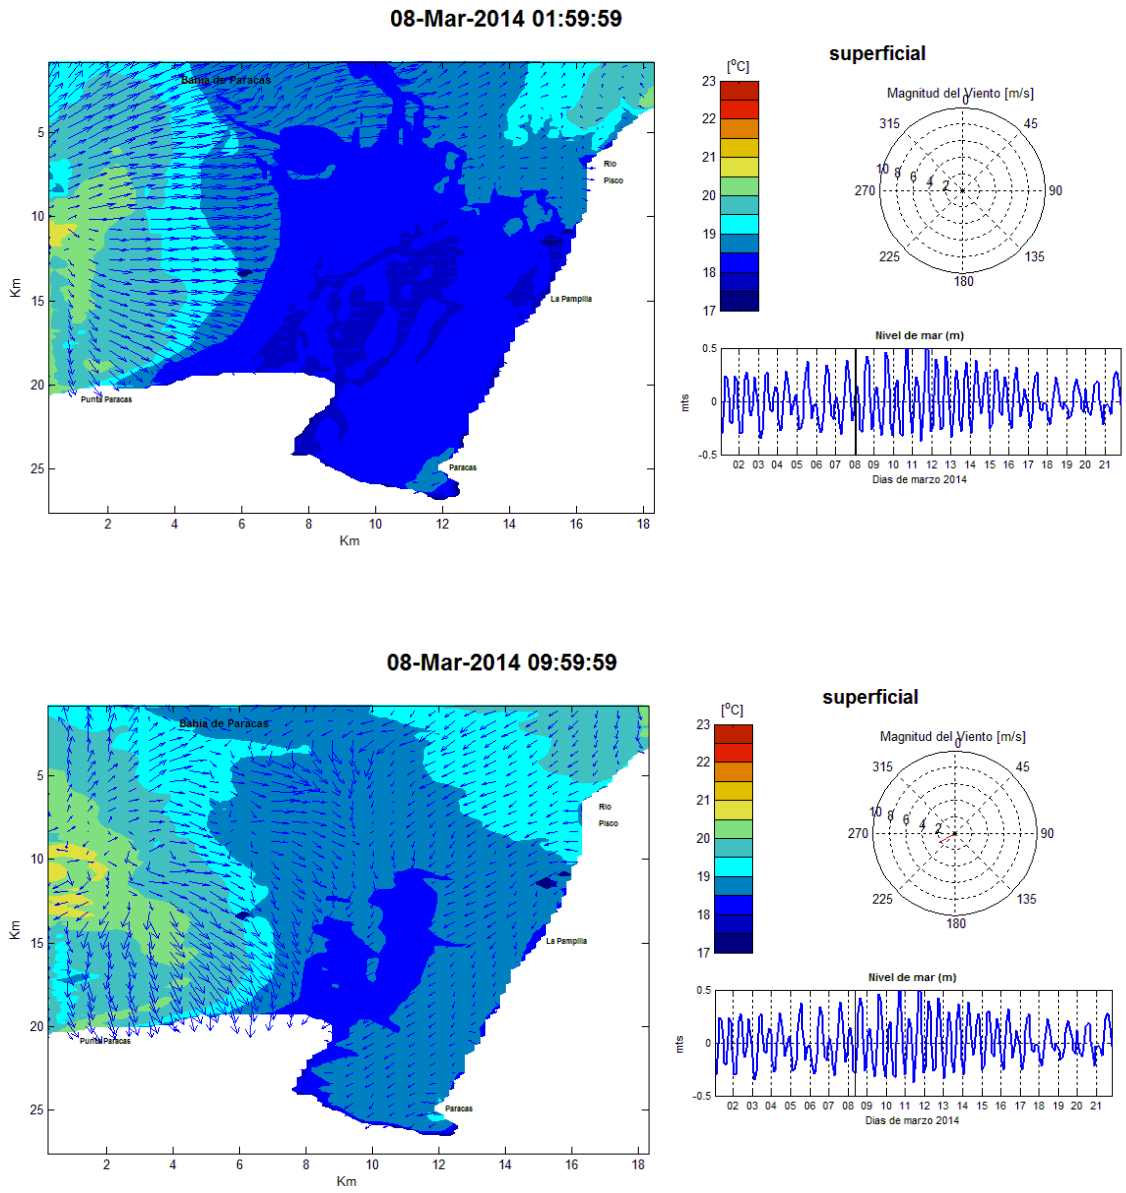 08-Mar-2014 01:59:59
superficial
[°C]
Magnitud del Viento [m/s]
Bahia de Paracas
Rio
Pisco
La Pampilla
Punta Paracas
Paracas
5
10
15
20
25
Km
2 4 6 8 10 12 14 16 18
Km
23
22
21
20
19
18
17
0
315 45
10 8 6 4 2
270 90
225 135
180
Nivel de mar (m)
0.5
0
-0.5
mts
02 03 04 05 06 07 08 09 10 11 12 13 14 15 16 17 18 19 20 21
Dias de marzo 2014
08-Mar-2014 09:59:59
superficial
[°C]
Magnitud del Viento [m/s]
Bahia de Paracas
Rio
Pisco
La Pampilla
Punta Paracas
Paracas
5
10
15
20
25
Km
2 4 6 8 10 12 14 16 18
Km
23
22
21
20
19
18
17
0
315 45
10 8 6 4 2
270 90
225 135
180
Nivel de mar (m)
0.5
0
-0.5
mts
02 03 04 05 06 07 08 09 10 11 12 13 14 15 16 17 18 19 20 21
Dias de marzo 2014